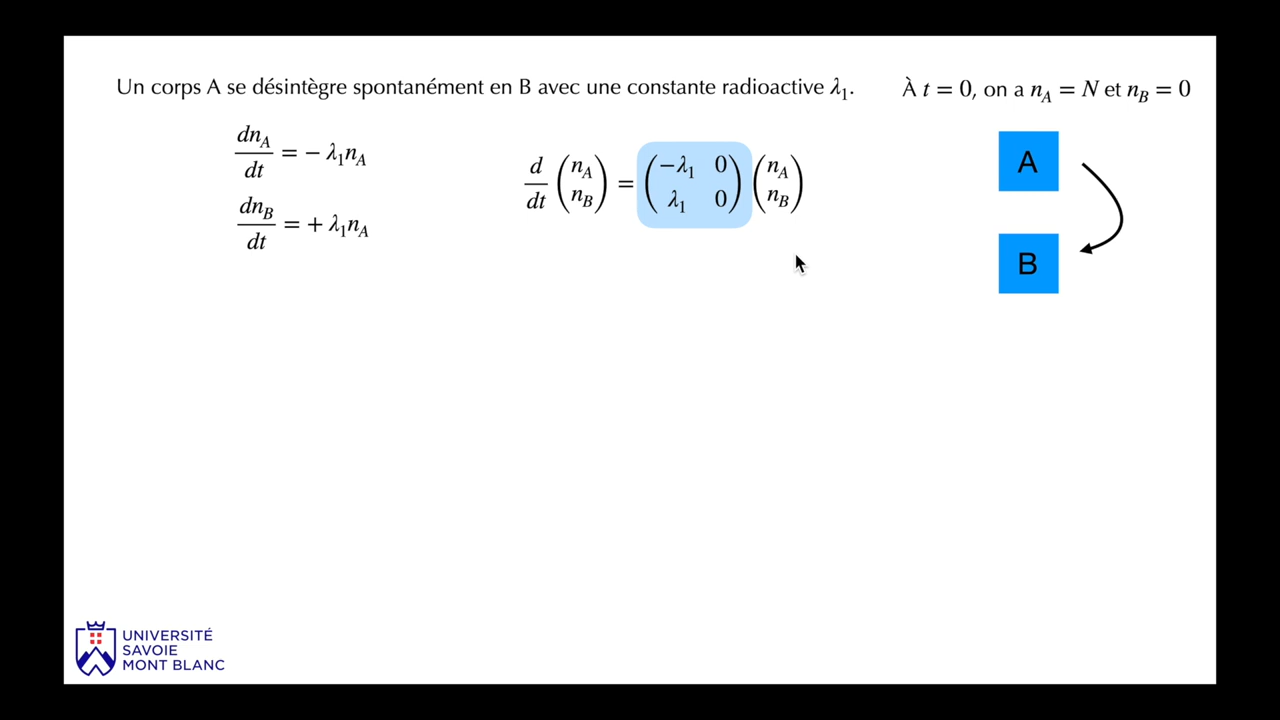 Un corps A se désintègre spontanément en B avec une constante radioactive λ₁.
À t = 0, on a n_A = N et n_B = 0
dn_A/dt = − λ₁n_A
dn_B/dt = + λ₁n_A
d/dt (n_A n_B) = (−λ₁ 0 λ₁ 0) (n_A n_B)
A
B
UNIVERSITÉ
SAVOIE
MONT BLANC